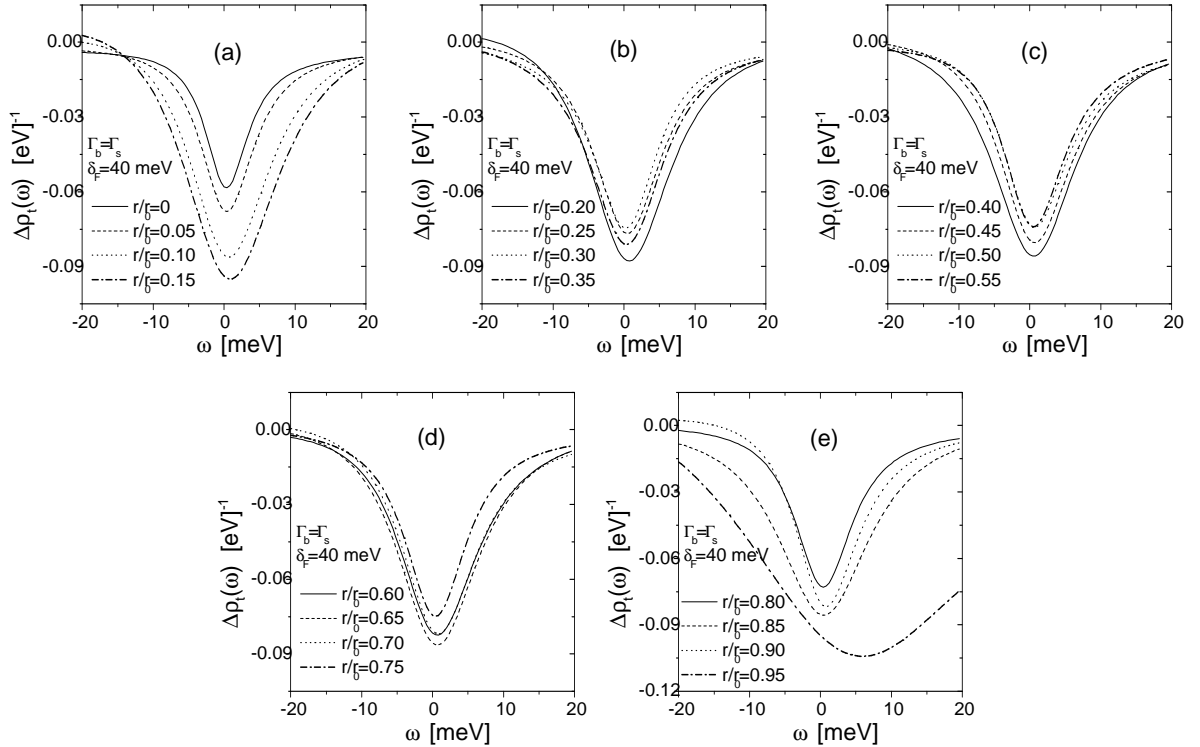 (a)
0.00
-0.03
-0.06
-0.09
Δρt(ω) [eV]-1
Γb=Γs
δF=40 meV
r/r0=0
r/r0=0.05
r/r0=0.10
r/r0=0.15
-20 -10 0 10 20
ω [meV]
(b)
0.00
-0.03
-0.06
-0.09
Δρt(ω) [eV]-1
Γb=Γs
δF=40 meV
r/r0=0.20
r/r0=0.25
r/r0=0.30
r/r0=0.35
-20 -10 0 10 20
ω [meV]
(c)
0.00
-0.03
-0.06
-0.09
Δρt(ω) [eV]-1
Γb=Γs
δF=40 meV
r/r0=0.40
r/r0=0.45
r/r0=0.50
r/r0=0.55
-20 -10 0 10 20
ω [meV]
(d)
0.00
-0.03
-0.06
-0.09
Δρt(ω) [eV]-1
Γb=Γs
δF=40 meV
r/r0=0.60
r/r0=0.65
r/r0=0.70
r/r0=0.75
-20 -10 0 10 20
ω [meV]
(e)
0.00
-0.03
-0.06
-0.09
-0.12
Δρt(ω) [eV]-1
Γb=Γs
δF=40 meV
r/r0=0.80
r/r0=0.85
r/r0=0.90
r/r0=0.95
-20 -10 0 10 20
ω [meV]